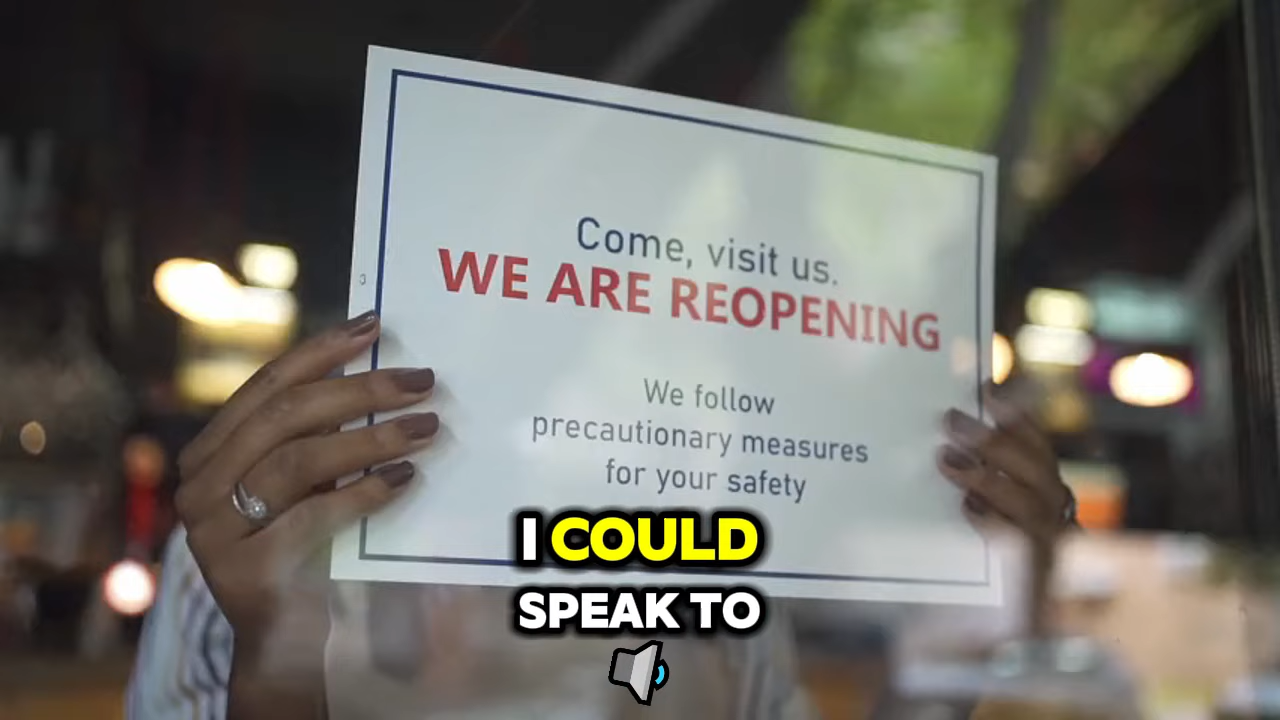 Come, visit us.
WE ARE REOPENING
We follow
precautionary measures
for your safety
I COULD
SPEAK TO